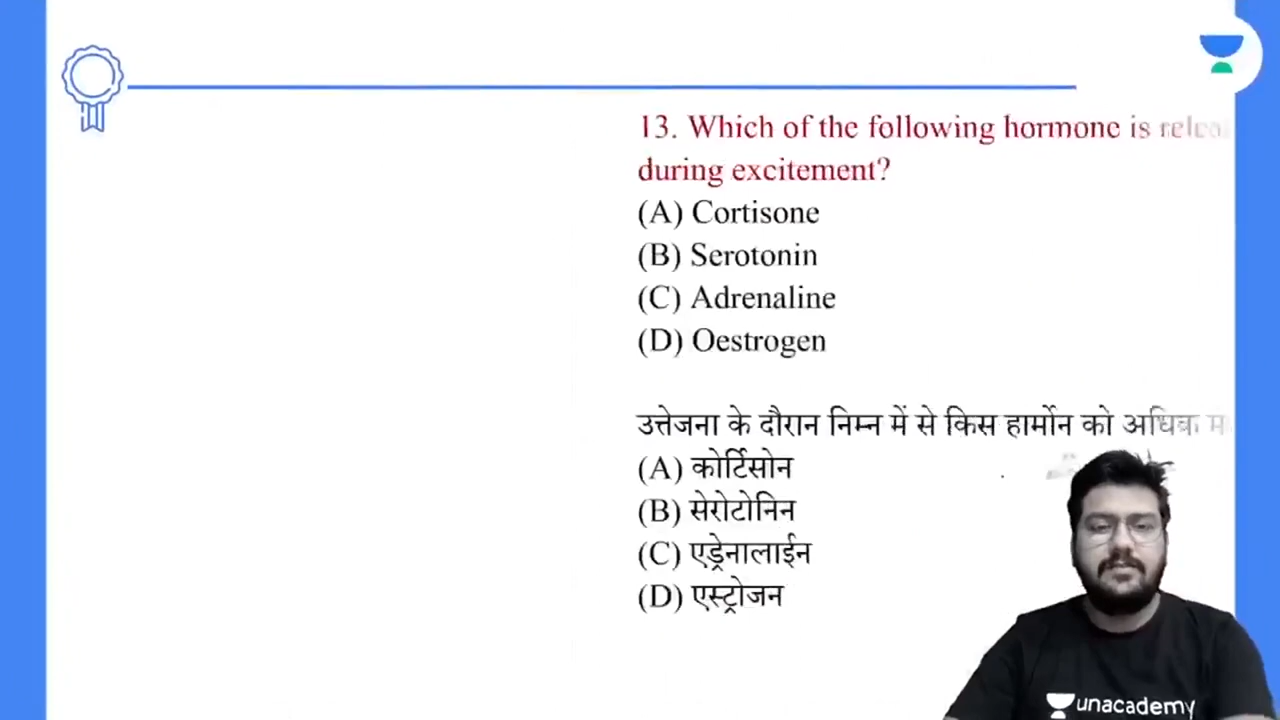 13. Which of the following hormone is
during excitement?
(A) Cortisone
(B) Serotonin
(C) Adrenaline
(D) Oestrogen
उत्तेजना के दौरान निम्न में से किस हार्मोन को अधिक
(A) कोर्टिसोन
(B) सेरोटोनिन
(C) एड्रेनालाईन
(D) एस्ट्रोजन
unacademy